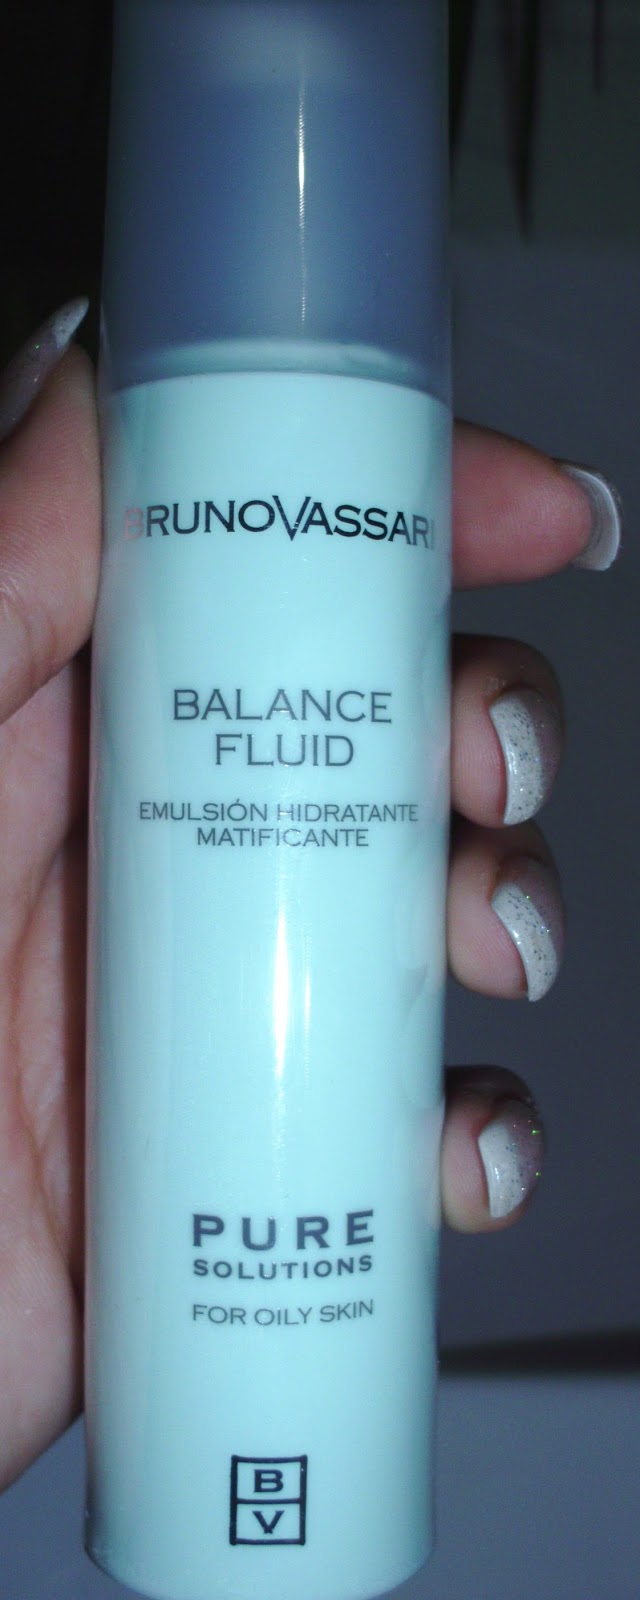 BRUNOVASSARI
BALANCE
FLUID
EMULSIÓN HIDRATANTE
MATIFICANTE
PURE
SOLUTIONS
FOR OILY SKIN
B
V